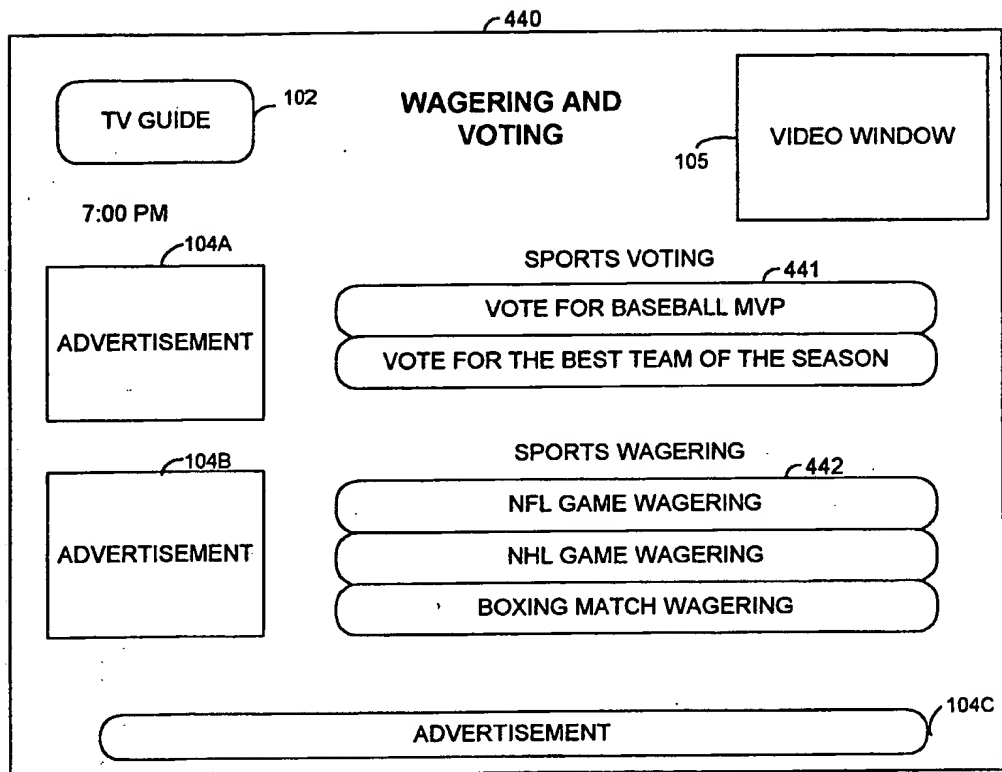 440
TV GUIDE
102
WAGERING AND
VOTING
105
VIDEO WINDOW
7:00 PM
104A
ADVERTISEMENT
SPORTS VOTING
441
VOTE FOR BASEBALL MVP
VOTE FOR THE BEST TEAM OF THE SEASON
104B
ADVERTISEMENT
SPORTS WAGERING
442
NFL GAME WAGERING
NHL GAME WAGERING
BOXING MATCH WAGERING
ADVERTISEMENT
104C